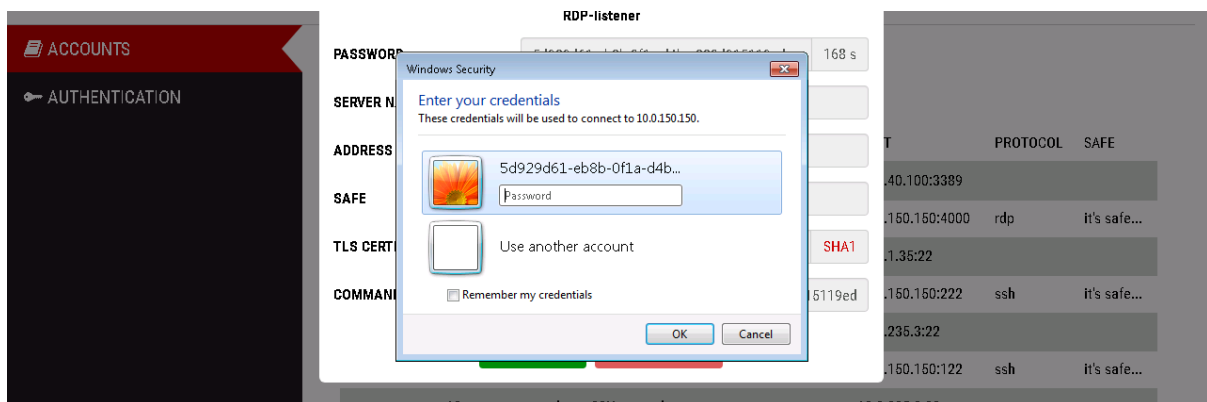 RDP-listener
ACCOUNTS
PASSWOR
168 s
Windows Security
AUTHENTICATION
SERVER N
Enter your credentials
These credentials will be used to connect to 10.0.150.150.
ADDRESS
T PROTOCOL SAFE
5d929d61-eb8b-0f1a-d4b...
.40.100:3389
Password
SAFE
.150.150:4000 rdp it's safe...
TLS CERTI
Use another account
SHA1
.1.35:22
COMMAN
Remember my credentials
5119ed
.150.150:222 ssh it's safe...
OK Cancel
.235.3:22
.150.150:122 ssh it's safe...